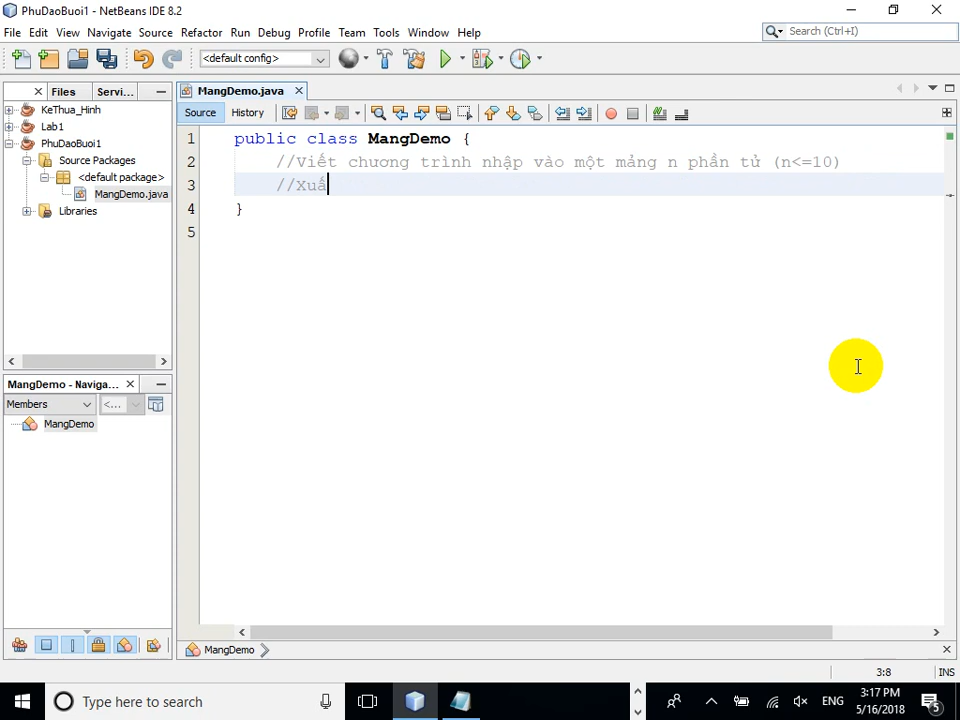 PhuDaoBuoi1 - NetBeans IDE 8.2
File Edit View Navigate Source Refactor Run Debug Profile Team Tools Window Help
Search (Ctrl+I)
<default config>
Files Servi...
MangDemo.java
KeThua_Hinh
Lab1
PhuDaoBuoi1
Source Packages
<default package>
MangDemo.java
Libraries
Source History
1 public class MangDemo {
2 //Viết chương trình nhập vào một mảng n phần tử (n<=10)
3 //Xuấ
4 }
5
MangDemo - Naviga...
Members <...
MangDemo
MangDemo
3:8 INS
Type here to search
ENG
3:17 PM
5/16/2018
5